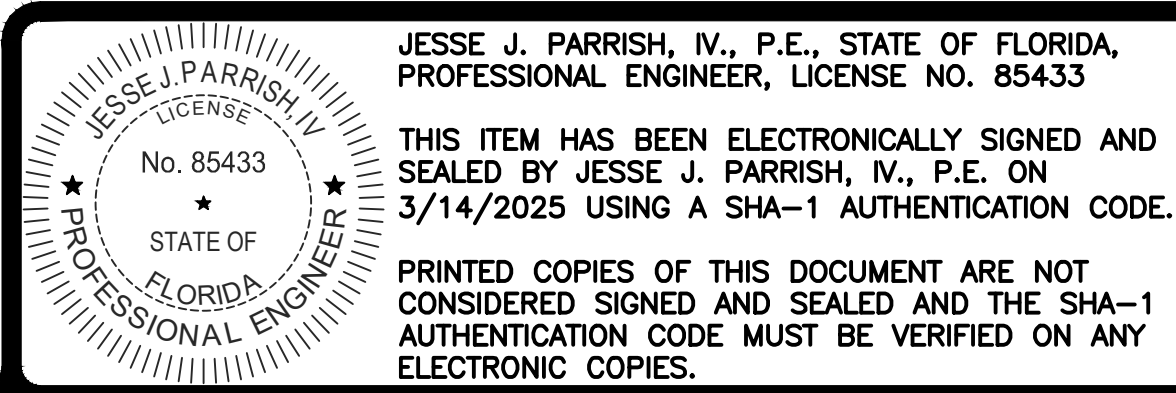 JESSE J. PARRISH, IV
LICENSE
No. 85433
STATE OF
FLORIDA
PROFESSIONAL ENGINEER
JESSE J. PARRISH, IV., P.E., STATE OF FLORIDA,
PROFESSIONAL ENGINEER, LICENSE NO. 85433
THIS ITEM HAS BEEN ELECTRONICALLY SIGNED AND
SEALED BY JESSE J. PARRISH, IV., P.E. ON
3/14/2025 USING A SHA-1 AUTHENTICATION CODE.
PRINTED COPIES OF THIS DOCUMENT ARE NOT
CONSIDERED SIGNED AND SEALED AND THE SHA-1
AUTHENTICATION CODE MUST BE VERIFIED ON ANY
ELECTRONIC COPIES.